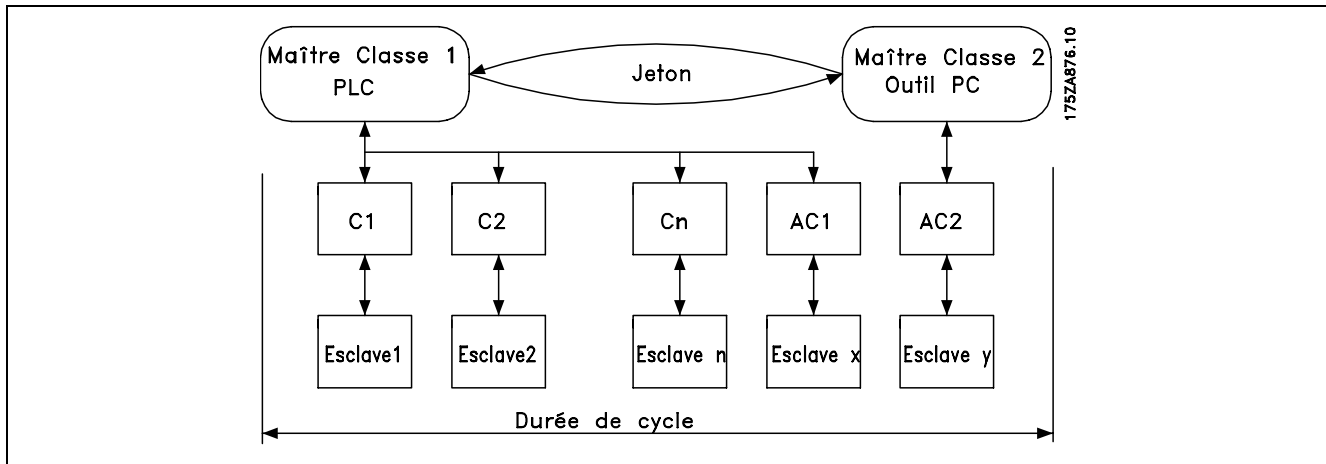 Maître Classe 1
PLC
Jeton
Maître Classe 2
Outil PC
175ZA876.10
C1
C2
Cn
AC1
AC2
Esclave1
Esclave2
Esclave n
Esclave x
Esclave y
Durée de cycle